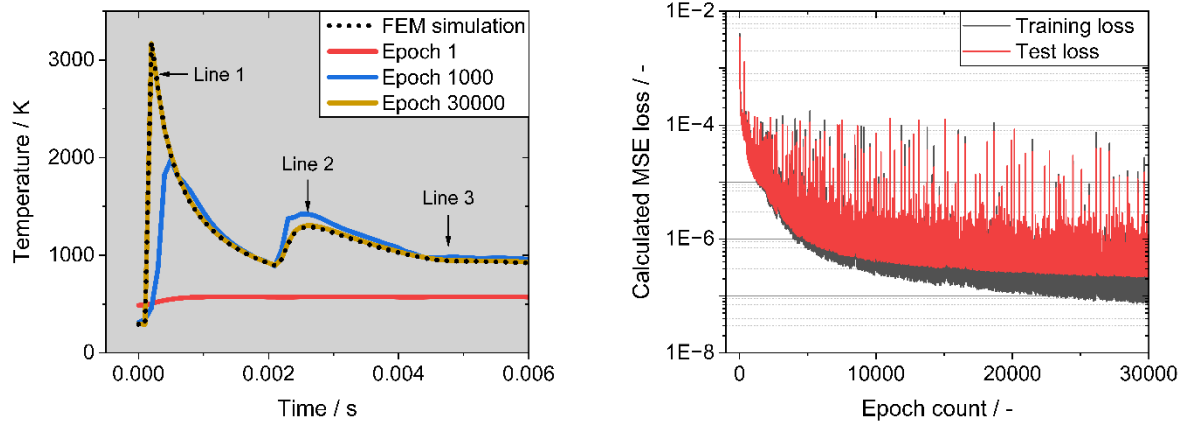 FEM simulation
Epoch 1
Epoch 1000
Epoch 30000
Line 1
Line 2
Line 3
3000
2000
1000
0
Temperature / K
0.000 0.002 0.004 0.006
Time / s
Training loss
Test loss
1E−2
1E−4
1E−6
1E−8
Calculated MSE loss / -
0 10000 20000 30000
Epoch count / -